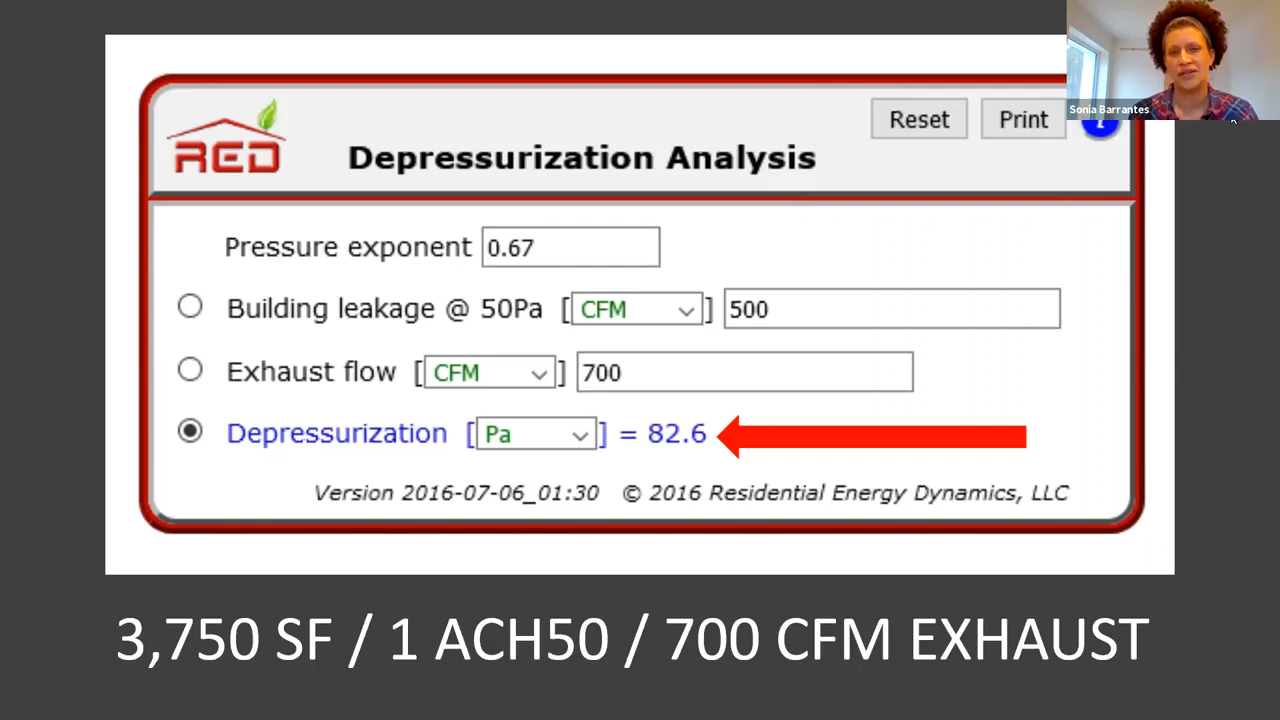 Sonia Barrantes
RED
Depressurization Analysis
Reset
Print
Pressure exponent 0.67
Building leakage @ 50Pa [CFM] 500
Exhaust flow [CFM] 700
Depressurization [Pa] = 82.6
Version 2016-07-06_01:30 © 2016 Residential Energy Dynamics, LLC
3,750 SF / 1 ACH50 / 700 CFM EXHAUST